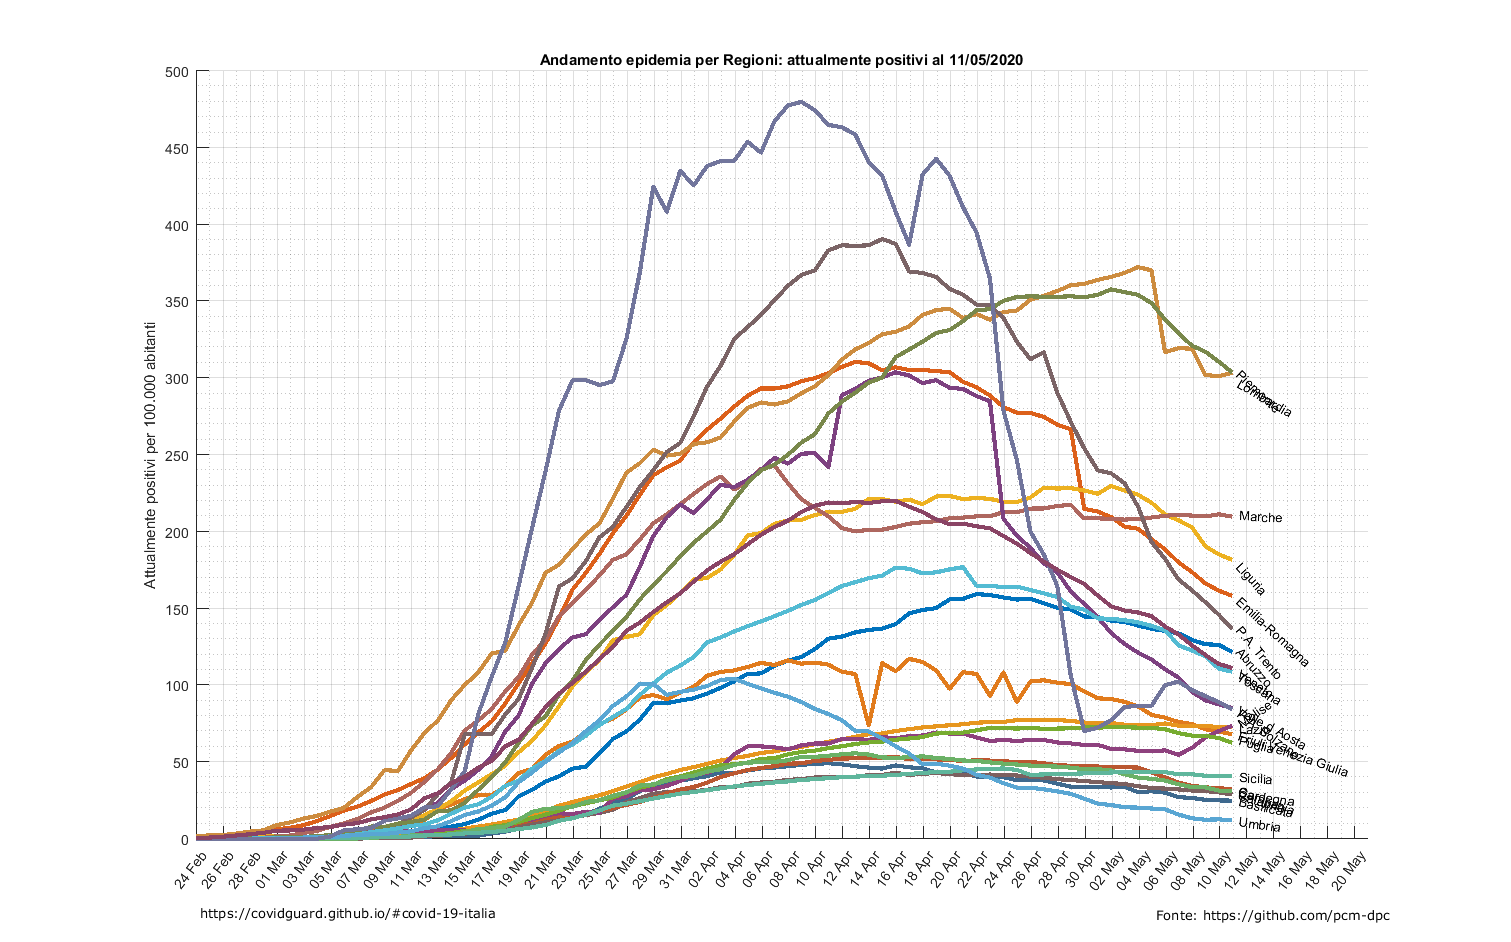 Andamento epidemia per Regioni: attualmente positivi al 11/05/2020
Attualmente positivi per 100.000 abitanti
500
450
400
350
300
250
200
150
100
50
0
Piemonte
Lombardia
Marche
Liguria
Emilia-Romagna
P.A. Trento
Abruzzo
Veneto
Toscana
Molise
Valle d'Aosta
Lazio
Friuli Venezia Giulia
Puglia
Sicilia
Sardegna
Basilicata
Umbria
24 Feb
26 Feb
28 Feb
01 Mar
03 Mar
05 Mar
07 Mar
09 Mar
11 Mar
13 Mar
15 Mar
17 Mar
19 Mar
21 Mar
23 Mar
25 Mar
27 Mar
29 Mar
31 Mar
02 Apr
04 Apr
06 Apr
08 Apr
10 Apr
12 Apr
14 Apr
16 Apr
18 Apr
20 Apr
22 Apr
24 Apr
26 Apr
28 Apr
30 Apr
02 May
04 May
06 May
08 May
10 May
12 May
14 May
16 May
18 May
20 May
https://covidguard.github.io/#covid-19-italia
Fonte: https://github.com/pcm-dpc